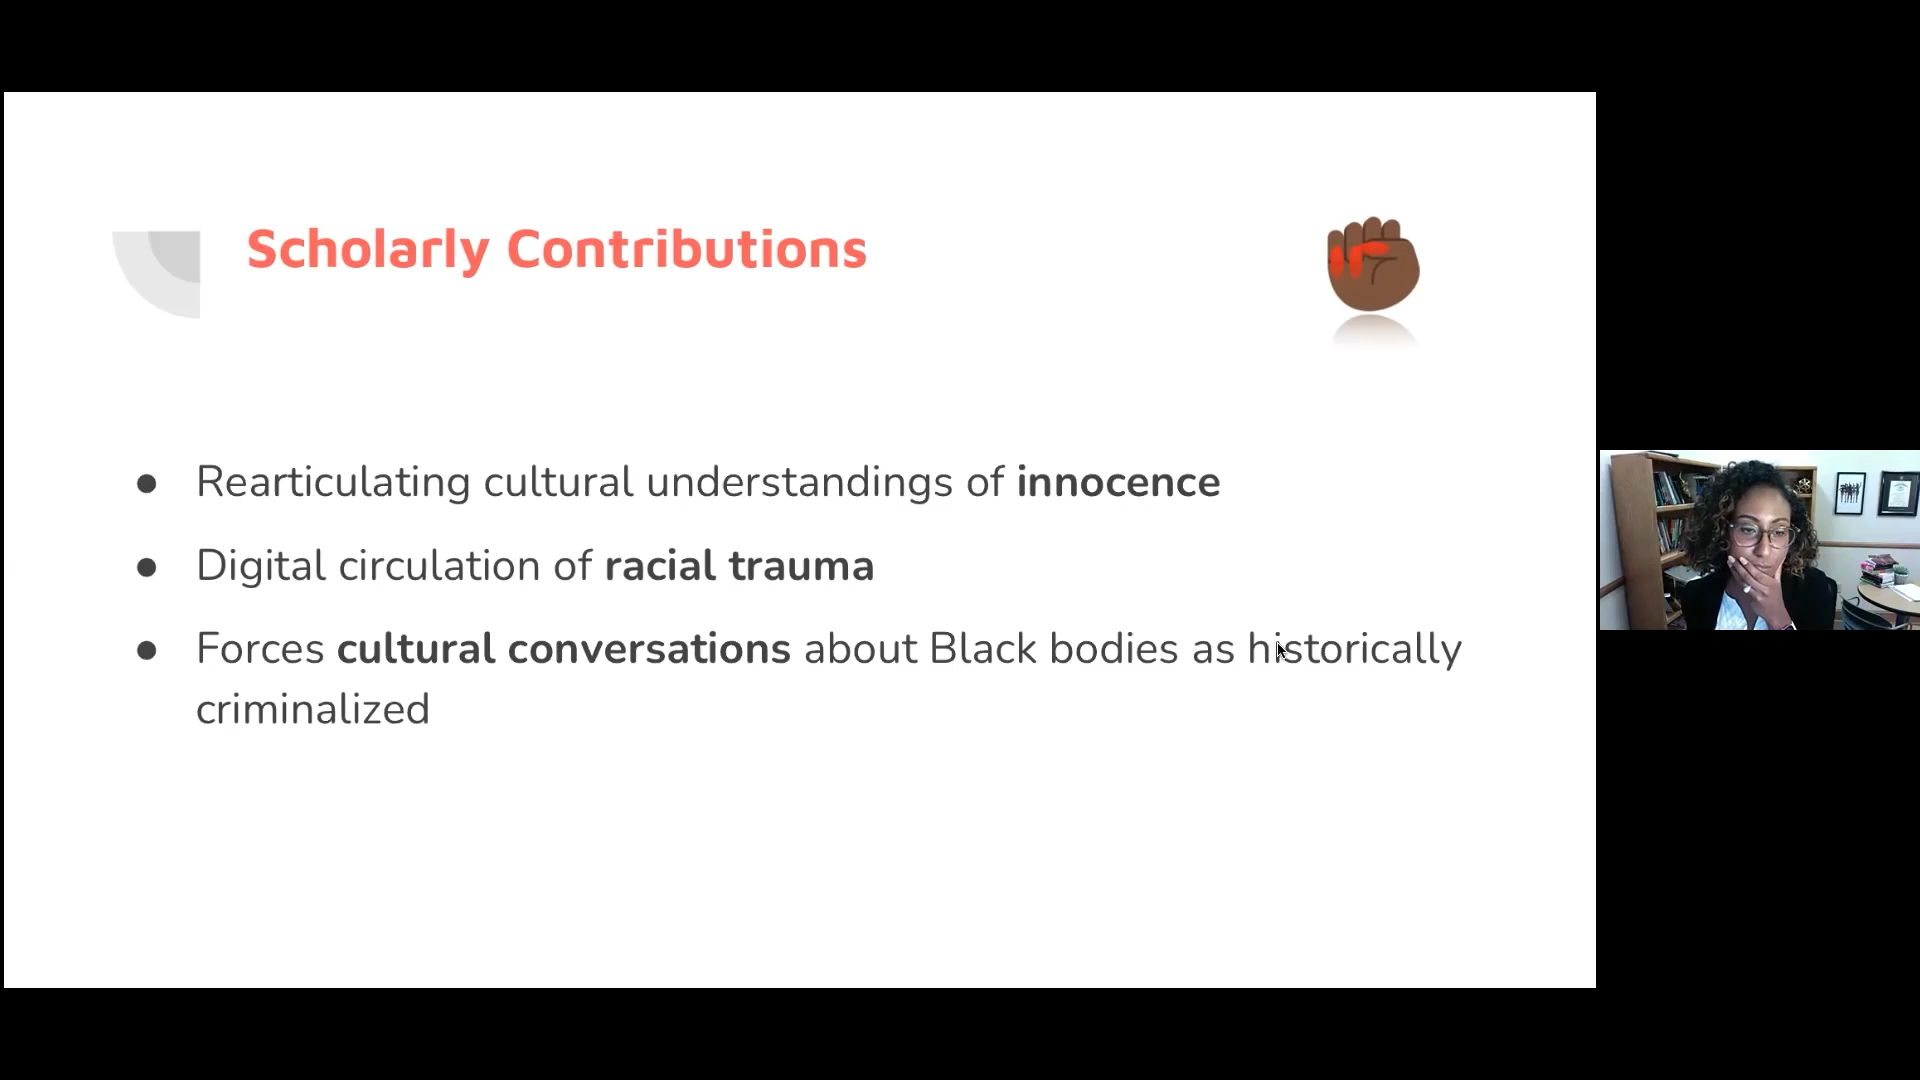 Scholarly Contributions
● Rearticulating cultural understandings of innocence
● Digital circulation of racial trauma
● Forces cultural conversations about Black bodies as historically
criminalized